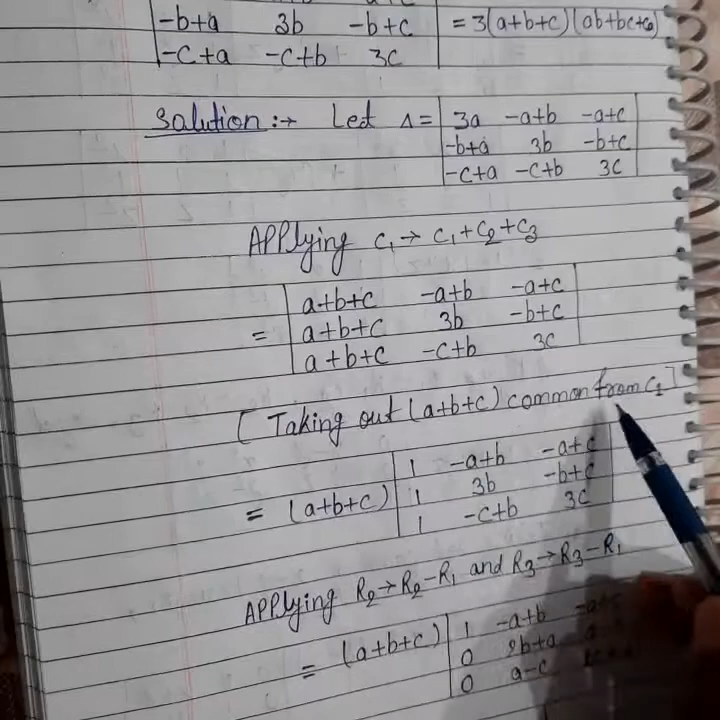 -b+a 3b -b+c = 3(a+b+c)(ab+bc+ca)
-c+a -c+b 3c
Salution :→ Let Δ = 3a -a+b -a+c
-b+a 3b -b+c
-c+a -c+b 3c
APPlying C₁ → C₁+C₂+C₃
a+b+c -a+b -a+c
= a+b+c 3b -b+c
a+b+c -c+b 3c
[ Taking out (a+b+c) common from C₁ ]
1 -a+b -a+c
= (a+b+c) 1 3b -b+c
1 -c+b 3c
APPlying R₂→R₂-R₁ and R₃→R₃-R₁
= (a+b+c) 1 -a+b
0 2b+a
0 a-c